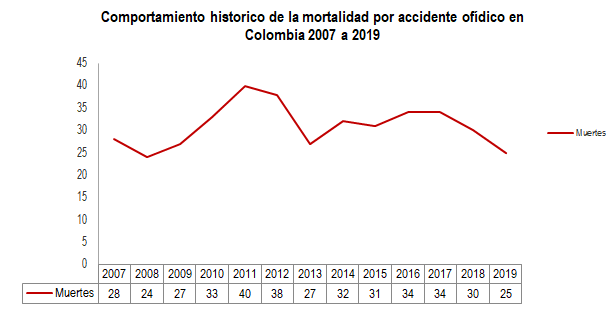 Comportamiento historico de la mortalidad por accidente ofídico en
Colombia 2007 a 2019
45
40
35
30
25
20
15
10
5
0
Muertes
2007 2008 2009 2010 2011 2012 2013 2014 2015 2016 2017 2018 2019
Muertes 28 24 27 33 40 38 27 32 31 34 34 30 25